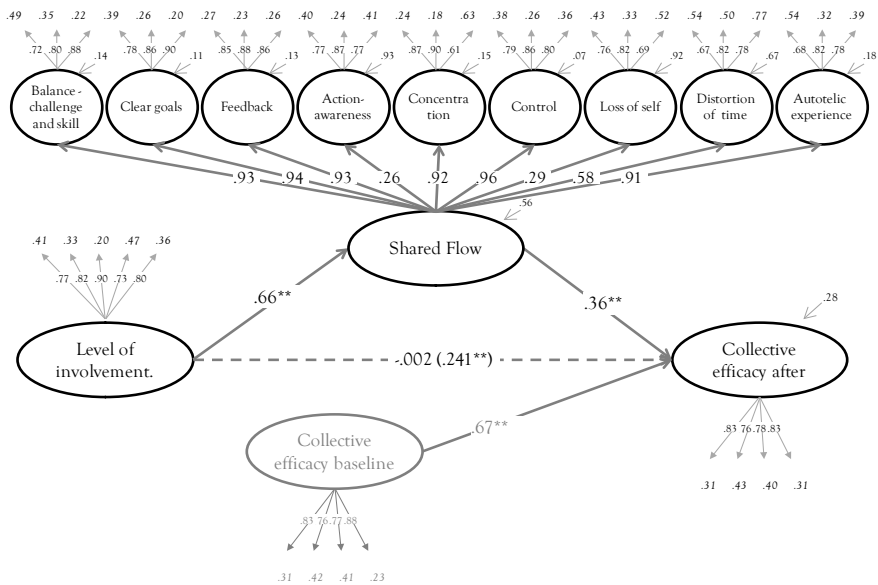 .49 .35 .22 .39 .26 .20 .27 .23 .26 .40 .24 .41 .24 .18 .63 .38 .26 .36 .43 .33 .52 .54 .50 .77 .54 .32 .39
.72 .80 .88 .14 .78 .86 .90 .11 .85 .88 .86 .13 .77 .87 .77 .93 .87 .90 .61 .15 .79 .86 .80 .07 .76 .82 .69 .92 .67 .82 .78 .67 .68 .82 .78 .18
Balance -
challenge
and skill
Clear goals
Feedback
Action-
awareness
Concentra
tion
Control
Loss of self
Distortion
of time
Autotelic
experience
.93 .94 .93 .26 .92 .96 .29 .58 .91
.56
Shared Flow
.41 .33 .20 .47 .36
.77 .82 .90 .73 .80
.66**
.36**
.28
Level of
involvement.
-.002 (.241**)
Collective
efficacy after
.67**
.83 76 .78 .83
.31 .43 .40 .31
Collective
efficacy baseline
.83 76 .77 .88
.31 .42 .41 .23